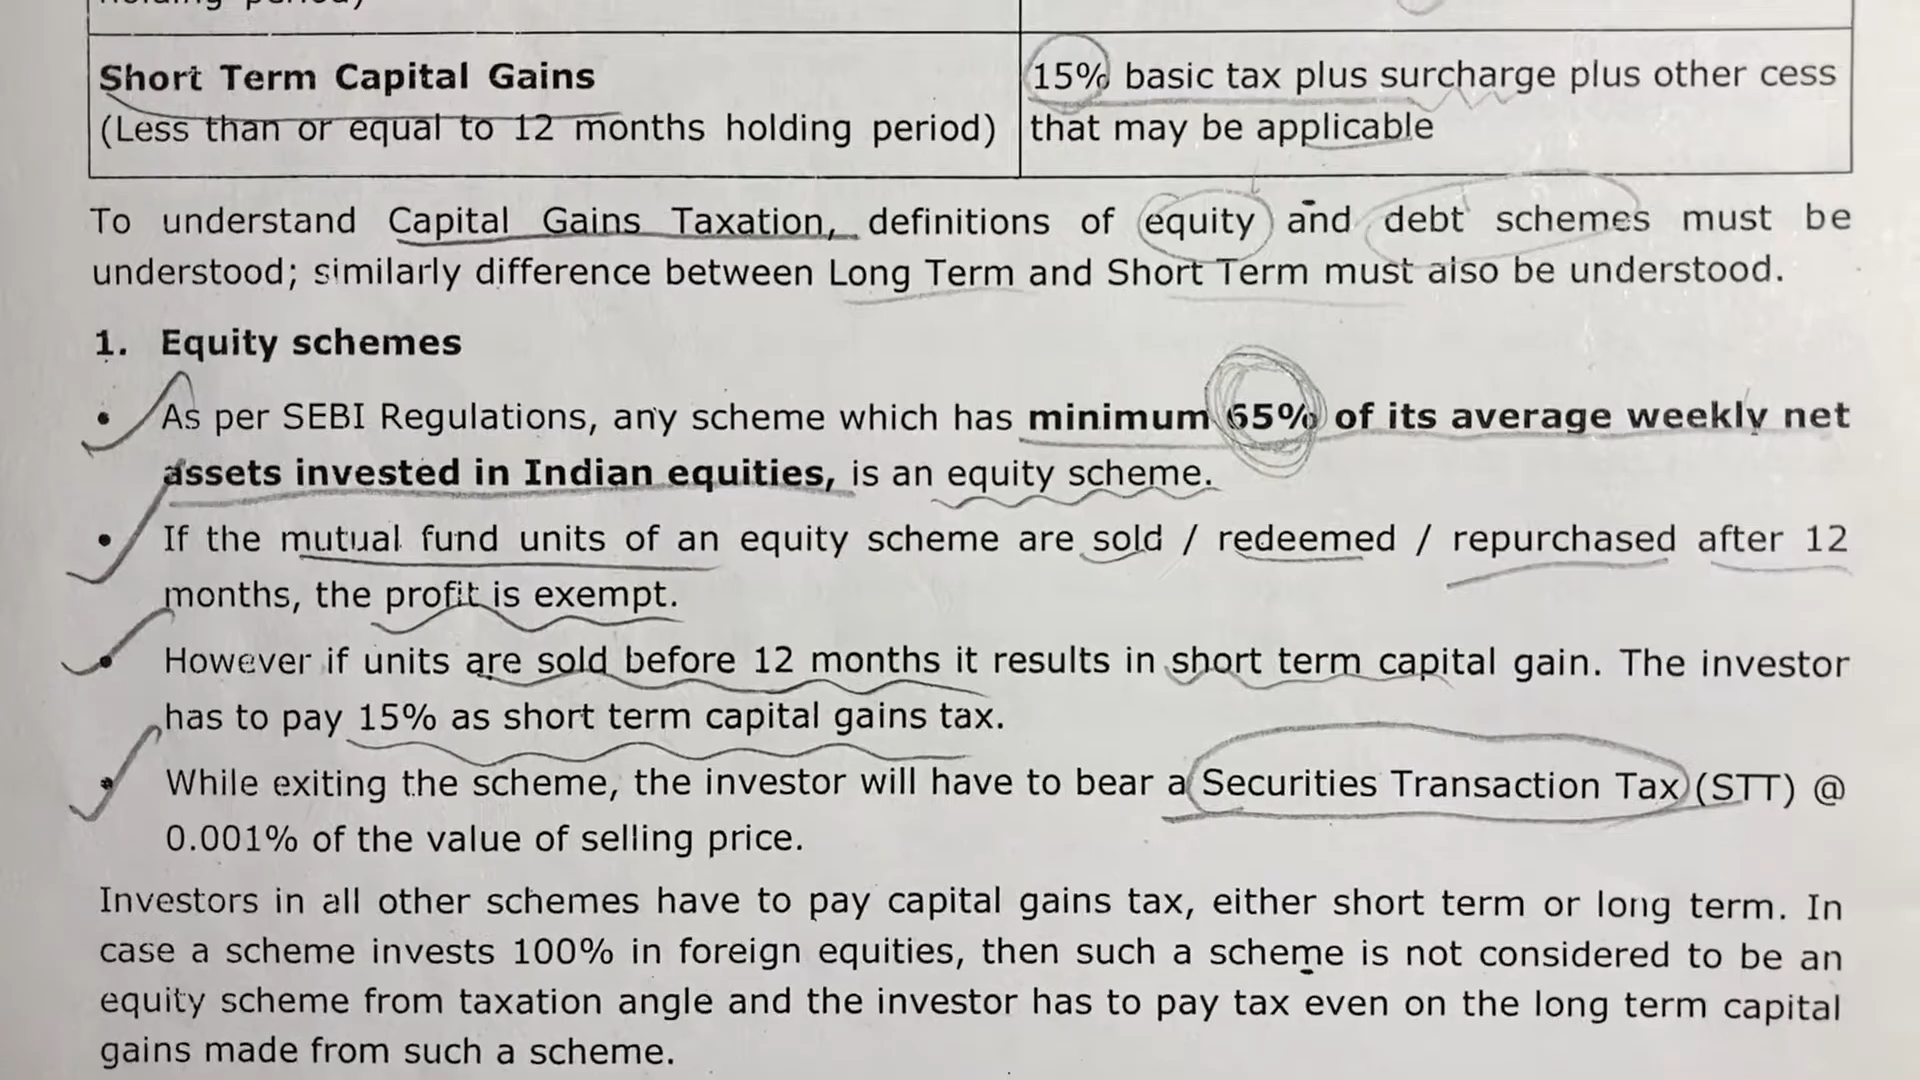 Short Term Capital Gains
(Less than or equal to 12 months holding period)
15% basic tax plus surcharge plus other cess
that may be applicable
To understand Capital Gains Taxation, definitions of equity and debt schemes must be
understood; similarly difference between Long Term and Short Term must also be understood.
1. Equity schemes
• As per SEBI Regulations, any scheme which has minimum 65% of its average weekly net
assets invested in Indian equities, is an equity scheme.
• If the mutual fund units of an equity scheme are sold / redeemed / repurchased after 12
months, the profit is exempt.
• However if units are sold before 12 months it results in short term capital gain. The investor
has to pay 15% as short term capital gains tax.
• While exiting the scheme, the investor will have to bear a Securities Transaction Tax (STT) @
0.001% of the value of selling price.
Investors in all other schemes have to pay capital gains tax, either short term or long term. In
case a scheme invests 100% in foreign equities, then such a scheme is not considered to be an
equity scheme from taxation angle and the investor has to pay tax even on the long term capital
gains made from such a scheme.